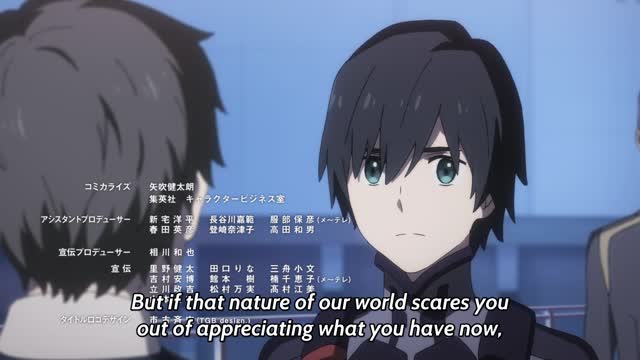 コミカライズ 矢吹健太朗
集英社 キャラクタービジネス室
アシスタントプロデューサー 新宅洋平 長谷川嘉範 服部保彦(メ〜テレ)
春田英彦 登崎奈津子 高田和男
宣伝プロデューサー 相川和也
宣伝 里野健太 田口りな 三舟小文
吉村安博 館本樹 楠千恵子(メ〜テレ)
立川政吉 松村万実 高村江美
But if that nature of our world scares you
out of appreciating what you have now,
タイトルロゴデザイン 市古斉史(TGB design.)